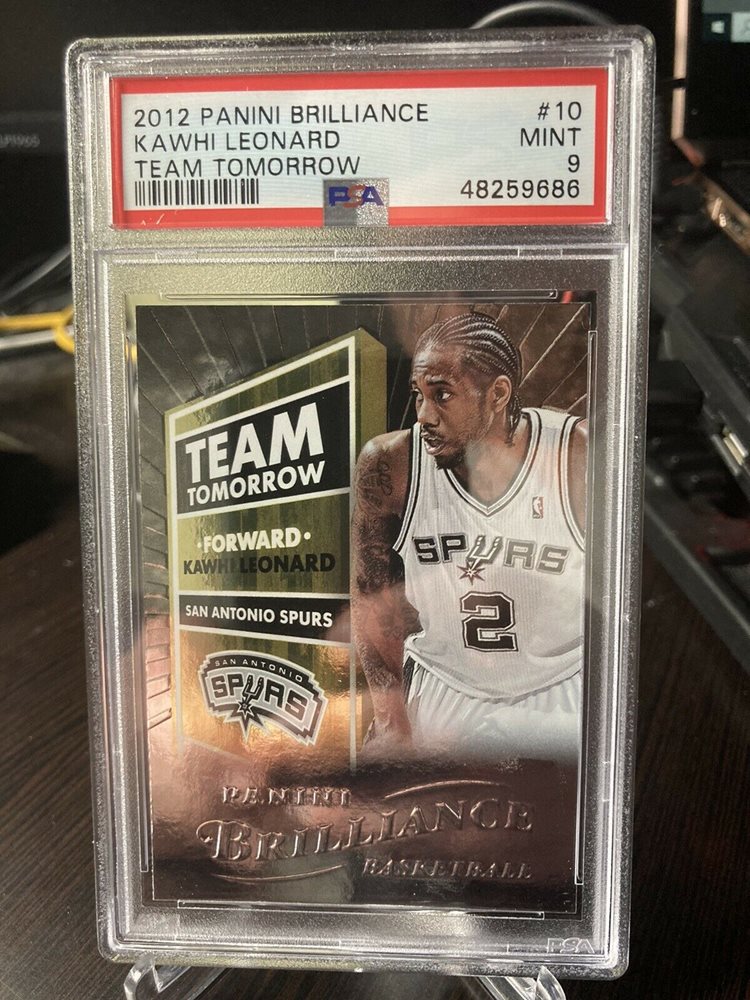 2012 PANINI BRILLIANCE #10
KAWHI LEONARD MINT
TEAM TOMORROW 9
PSA 48259686
TEAM
TOMORROW
•FORWARD•
KAWHI LEONARD
SAN ANTONIO SPURS
SAN ANTONIO
SPURS
SPURS
2
PANINI
BRILLIANCE
BASKETBALL
PSA